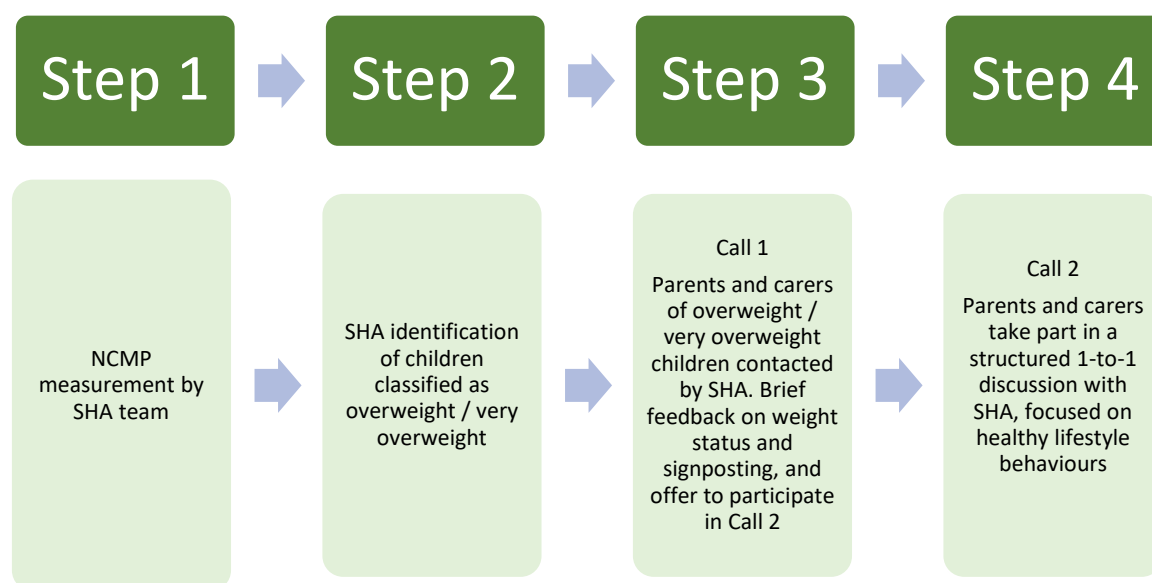 Step 1
Step 2
Step 3
Step 4
NCMP
measurement by
SHA team
SHA identification
of children
classified as
overweight / very
overweight
Call 1
Parents and carers
of overweight /
very overweight
children contacted
by SHA. Brief
feedback on weight
status and
signposting, and
offer to participate
in Call 2
Call 2
Parents and carers
take part in a
structured 1-to-1
discussion with
SHA, focused on
healthy lifestyle
behaviours